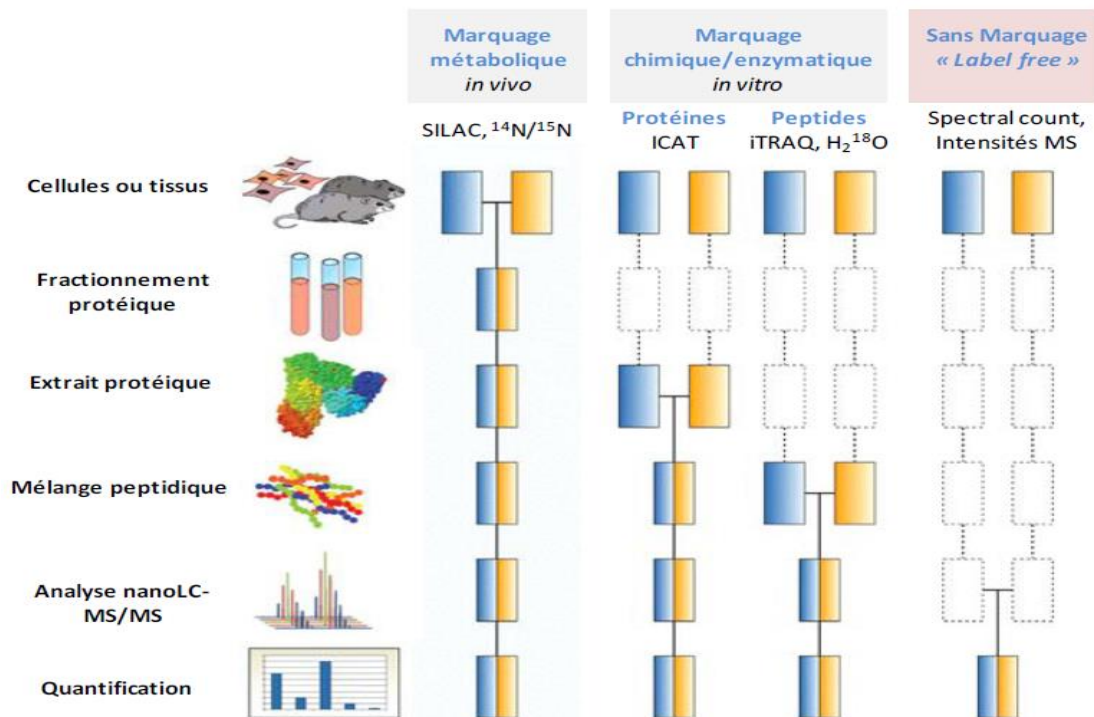 Marquage
métabolique
in vivo
Marquage
chimique/enzymatique
in vitro
Sans Marquage
« Label free »
SILAC, ¹⁴N/¹⁵N
Protéines
ICAT
Peptides
iTRAQ, H₂¹⁸O
Spectral count,
Intensités MS
Cellules ou tissus
Fractionnement
protéique
Extrait protéique
Mélange peptidique
Analyse nanoLC-
MS/MS
Quantification